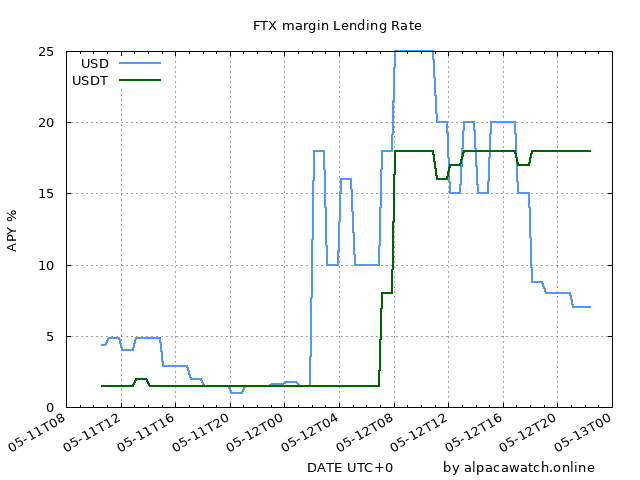 FTX margin Lending Rate
25
20
15
10
5
0
APY %
USD
USDT
05-11T08
05-11T12
05-11T16
05-11T20
05-12T00
05-12T04
05-12T08
05-12T12
05-12T16
05-12T20
05-13T00
DATE UTC+0
by alpacawatch.online